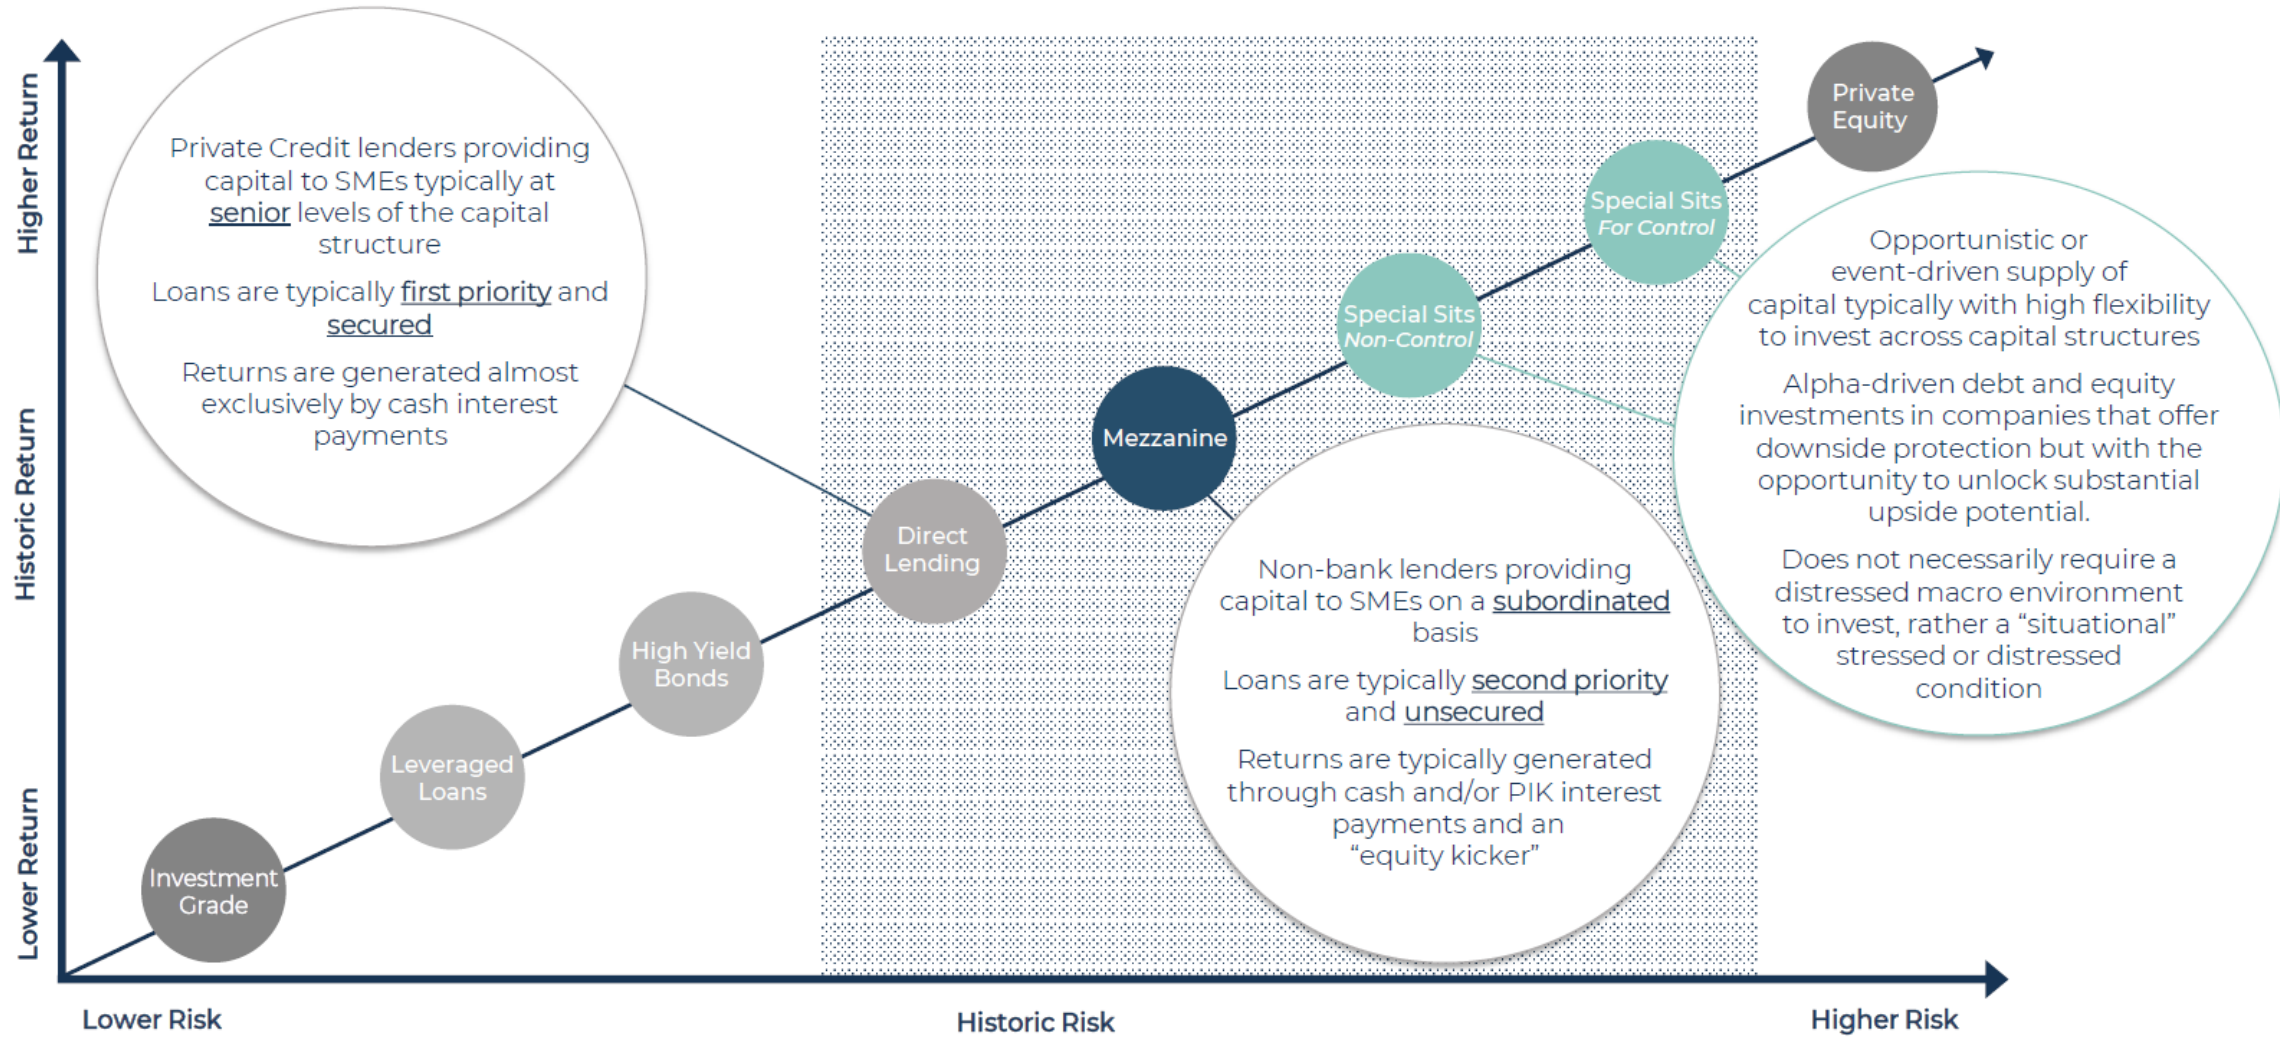 Higher Return
Historic Return
Lower Return
Private Credit lenders providing
capital to SMEs typically at
senior levels of the capital
structure
Loans are typically first priority and
secured
Returns are generated almost
exclusively by cash interest
payments
Investment
Grade
Leveraged
Loans
High Yield
Bonds
Direct
Lending
Mezzanine
Special Sits
Non-Control
Special Sits
For Control
Private
Equity
Non-bank lenders providing
capital to SMEs on a subordinated
basis
Loans are typically second priority
and unsecured
Returns are typically generated
through cash and/or PIK interest
payments and an
“equity kicker”
Opportunistic or
event-driven supply of
capital typically with high flexibility
to invest across capital structures
Alpha-driven debt and equity
investments in companies that offer
downside protection but with the
opportunity to unlock substantial
upside potential.
Does not necessarily require a
distressed macro environment
to invest, rather a “situational”
stressed or distressed
condition
Lower Risk
Historic Risk
Higher Risk